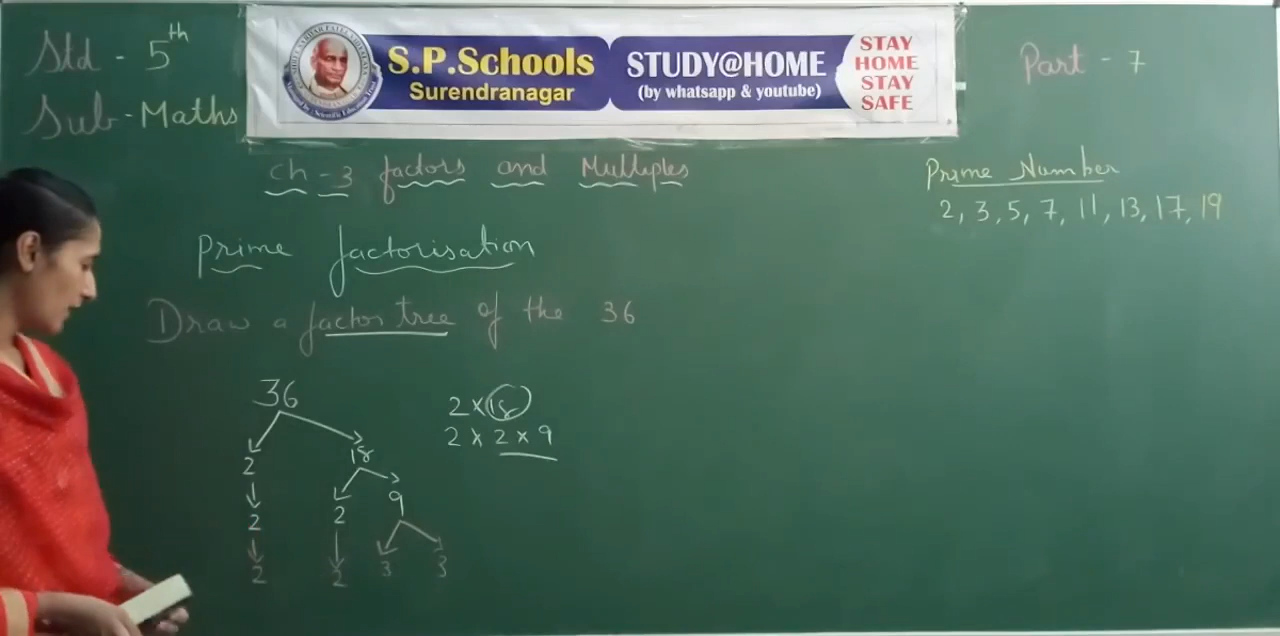 Std - 5th
Sub - Maths
S.P.Schools
Surendranagar
STUDY@HOME
(by whatsapp & youtube)
STAY
HOME
STAY
SAFE
Part - 7
Ch - 3 factors and Multiples
Prime Number
2, 3, 5, 7, 11, 13, 17, 19
Prime factorisation
Draw a factor tree of the 36
36
2 18
2 2 9
2 2 3 3
2 × 18
2 × 2 × 9